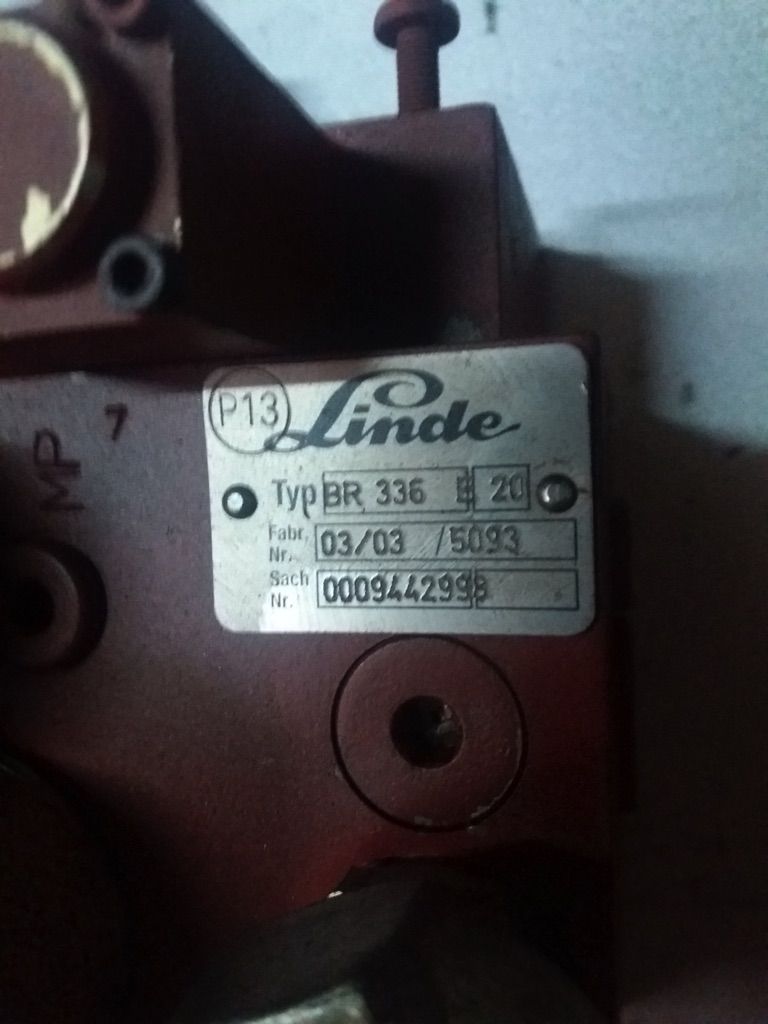 P13 Linde
Typ BR 336 E 20
Fabr. Nr. 03/03 /5093
Sach Nr. 0009442998
MP 7